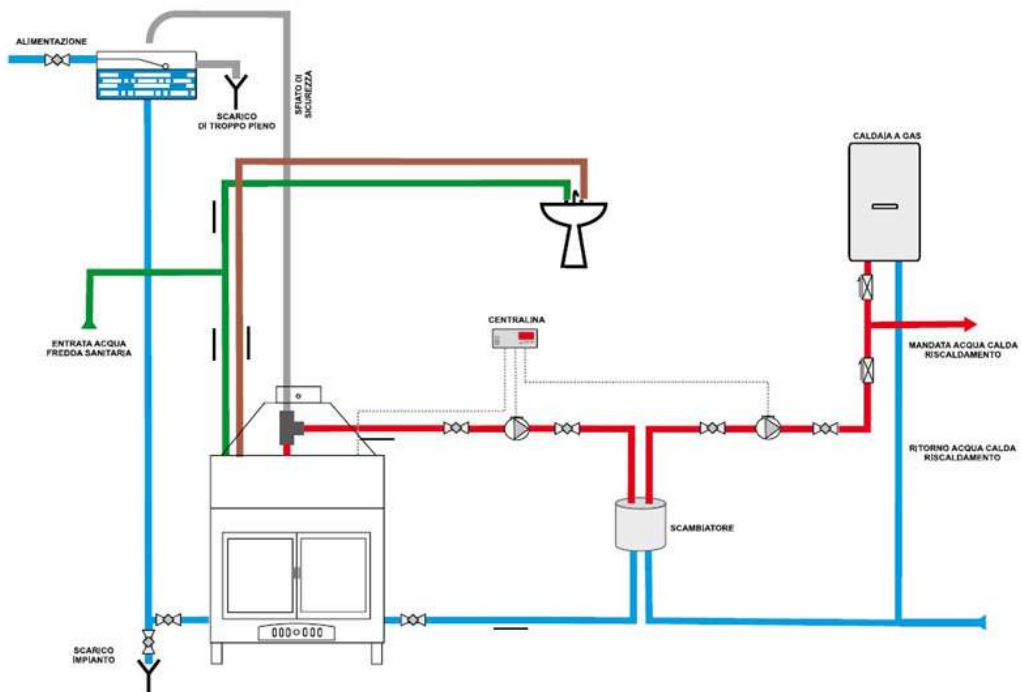 ALIMENTAZIONE
SCARICO
DI TROPPO PIENO
SFIATO DI
SICUREZZA
CALDAIA A GAS
ENTRATA ACQUA
FREDDA SANITARIA
CENTRALINA
MANDATA ACQUA CALDA
RISCALDAMENTO
RITORNO ACQUA CALDA
RISCALDAMENTO
SCAMBIATORE
SCARICO
IMPIANTO